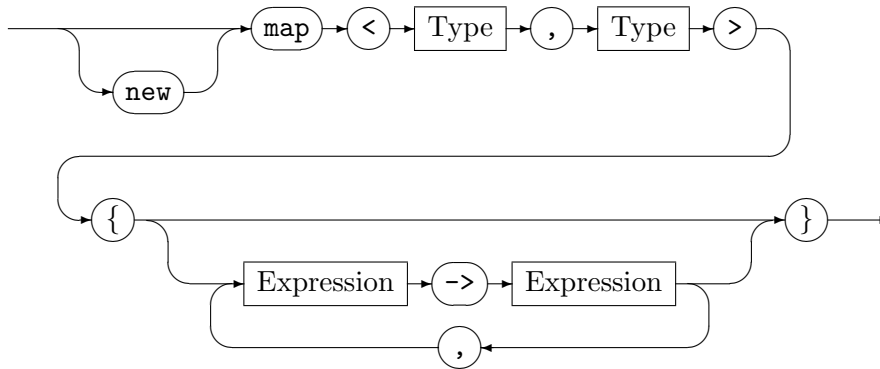 map < Type , Type >
new
{ }
Expression -> Expression
,